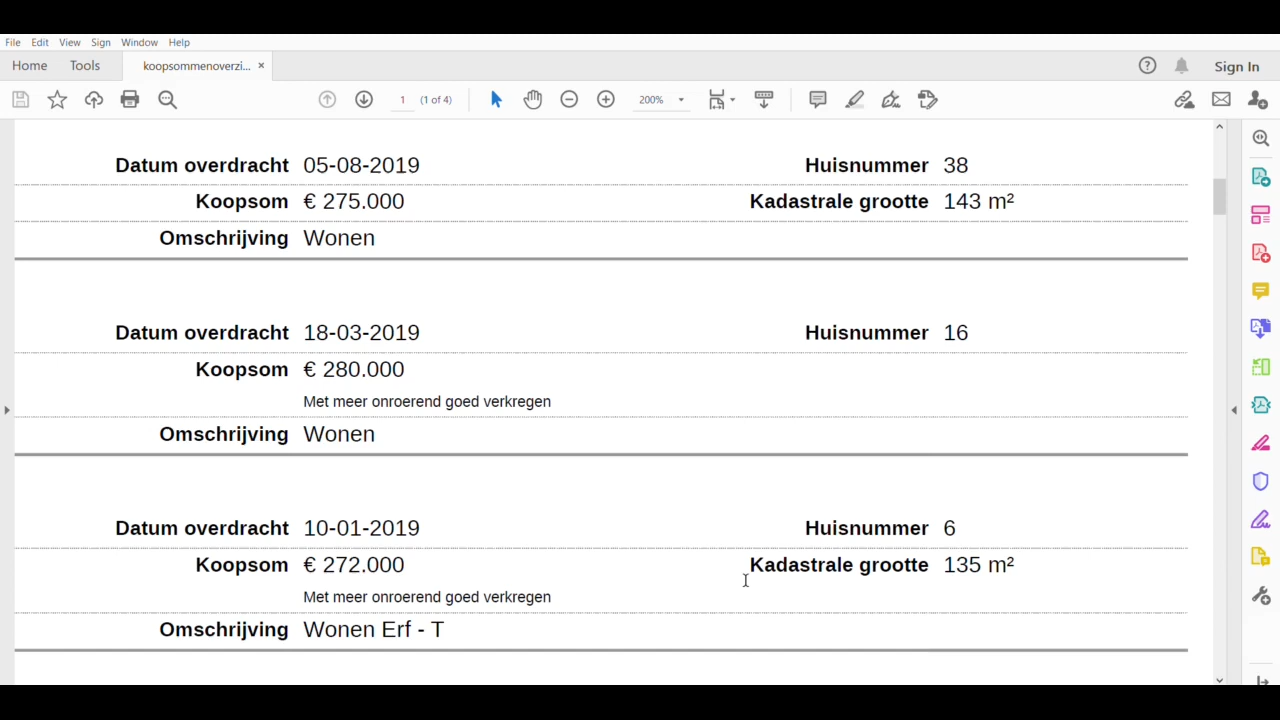 File Edit View Sign Window Help
Home Tools koopsommenoverzi... × Sign In
1 (1 of 4) 200%
Datum overdracht 05-08-2019 Huisnummer 38
Koopsom € 275.000 Kadastrale grootte 143 m²
Omschrijving Wonen
Datum overdracht 18-03-2019 Huisnummer 16
Koopsom € 280.000
Met meer onroerend goed verkregen
Omschrijving Wonen
Datum overdracht 10-01-2019 Huisnummer 6
Koopsom € 272.000 Kadastrale grootte 135 m²
Met meer onroerend goed verkregen
Omschrijving Wonen Erf - T